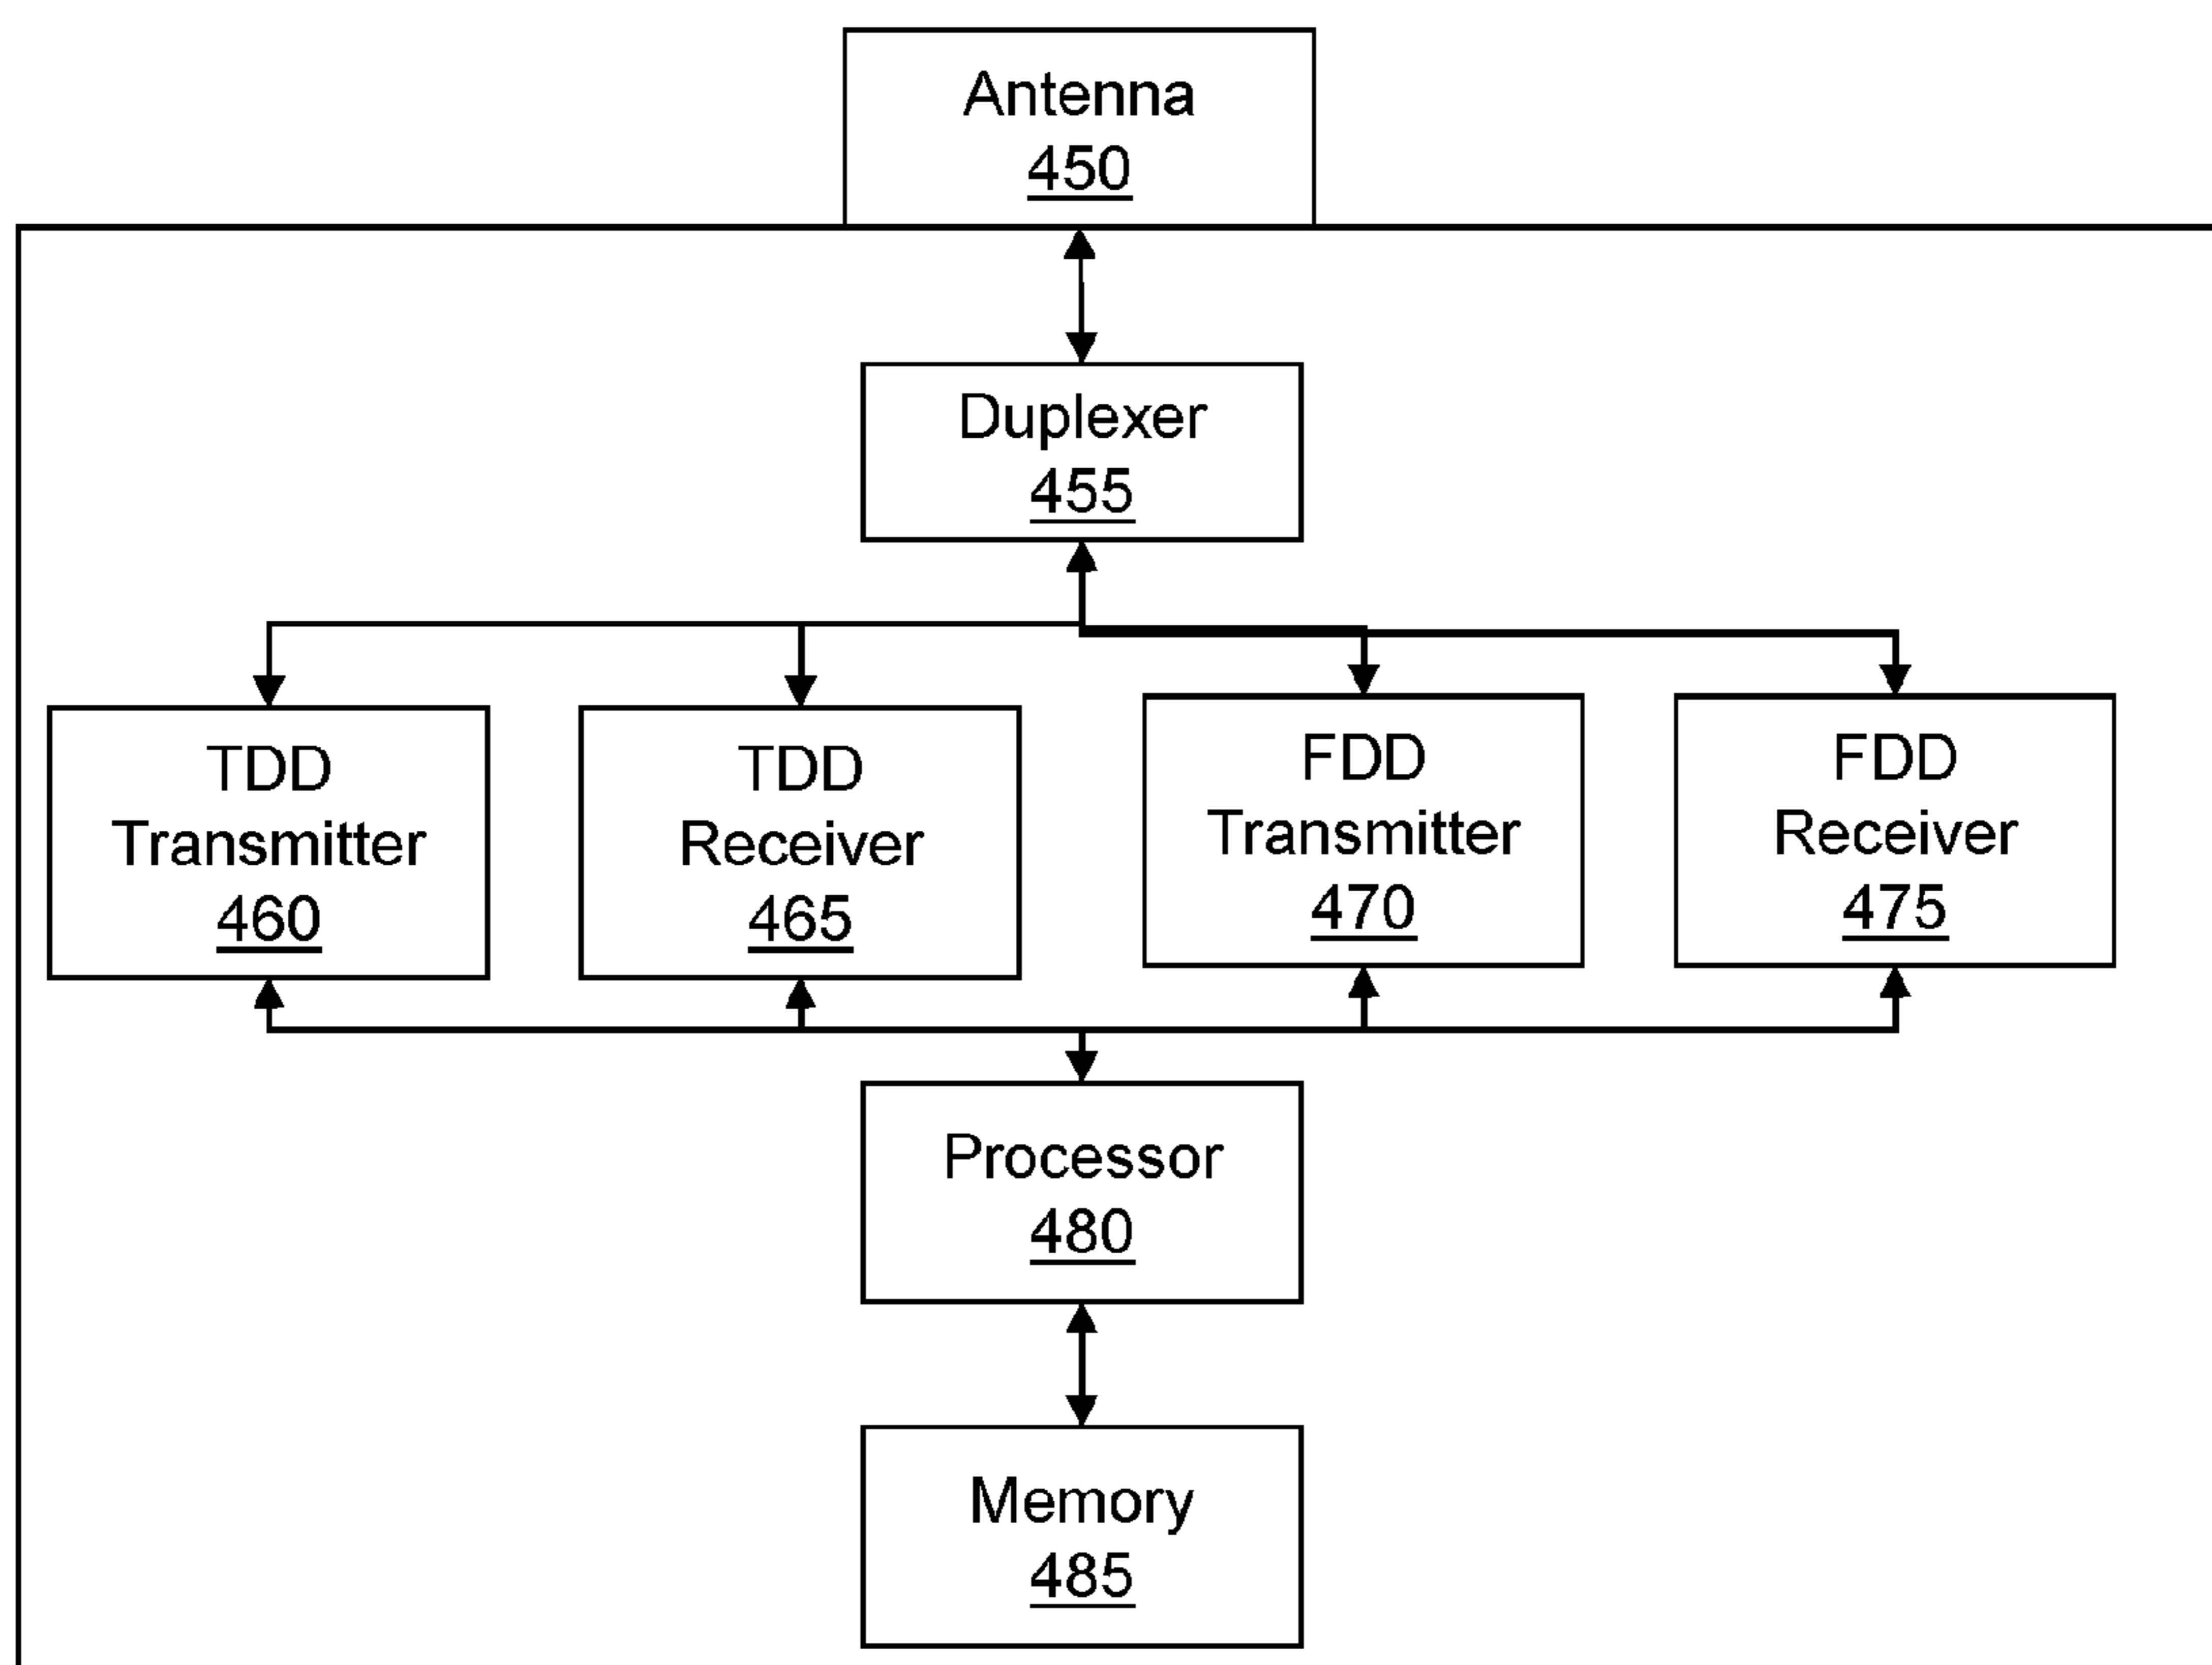 Antenna
450
Duplexer
455
TDD
Transmitter
460
TDD
Receiver
465
FDD
Transmitter
470
FDD
Receiver
475
Processor
480
Memory
485